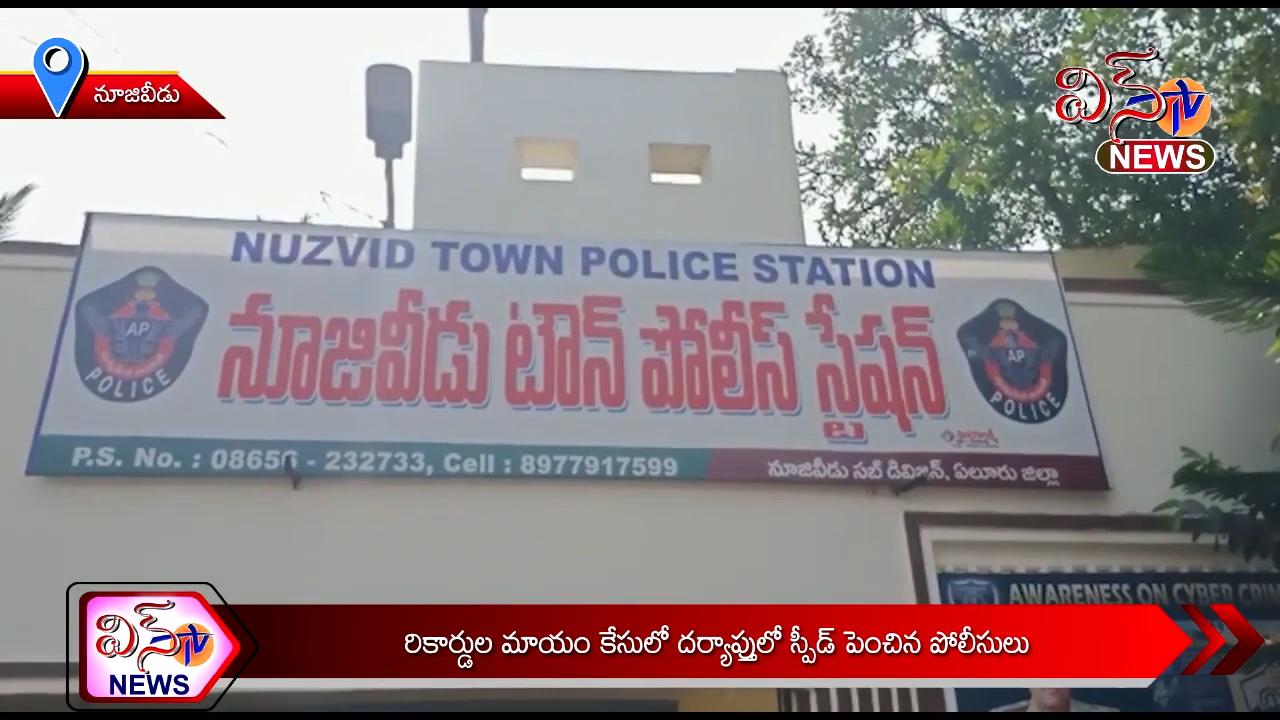 నూజివీడు
విన్ TV
NEWS
NUZVID TOWN POLICE STATION
నూజివీడు టౌన్ పోలీస్ స్టేషన్
AP
POLICE
AP
POLICE
P.S. No. : 08656 - 232733, Cell : 8977917599
నూజివీడు సబ్ డివిజన్, ఏలూరు జిల్లా
AWARENESS ON CYBER CRIM
రికార్డుల మాయం కేసులో దర్యాప్తులో స్పీడ్ పెంచిన పోలీసులు
విన్ TV
NEWS